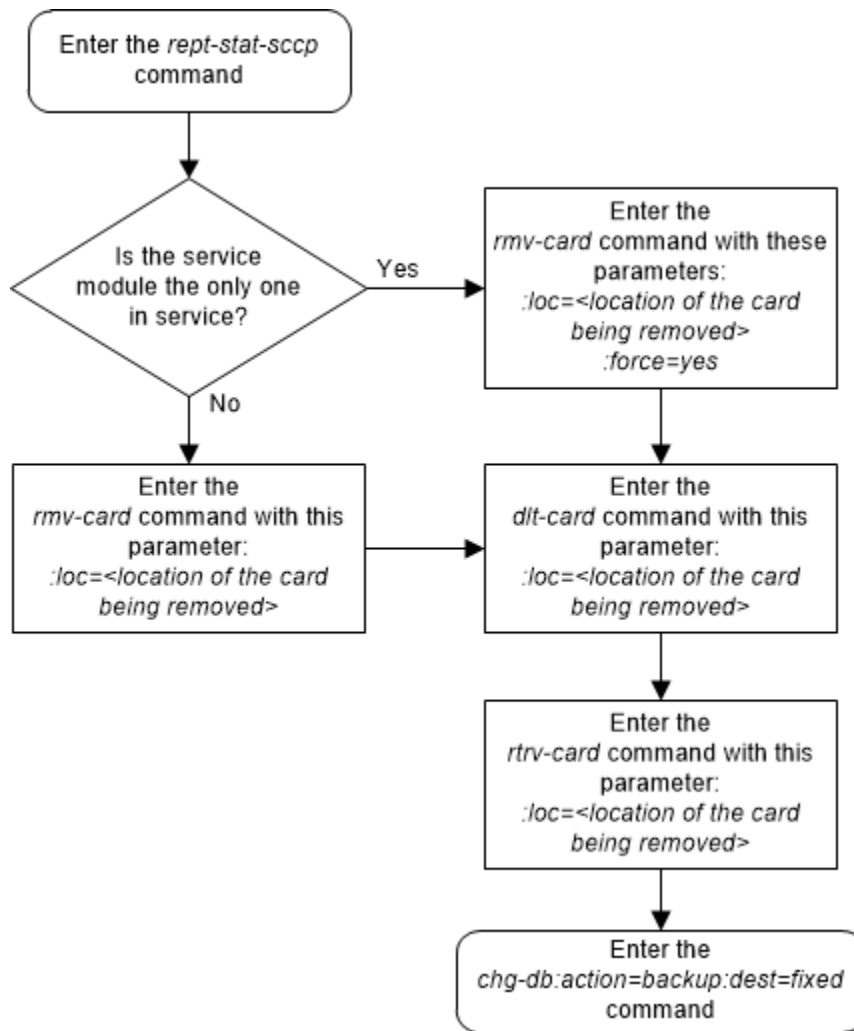 Enter the rept-stat-sccp
command
Is the service
module the only one
in service?
Yes
No
Enter the
rmv-card command with these
parameters:
:loc=<location of the card
being removed>
:force=yes
Enter the
rmv-card command with this
parameter:
:loc=<location of the card
being removed>
Enter the
dlt-card command with this
parameter:
:loc=<location of the card
being removed>
Enter the
rtrv-card command with this
parameter:
:loc=<location of the card
being removed>
Enter the
chg-db:action=backup:dest=fixed
command